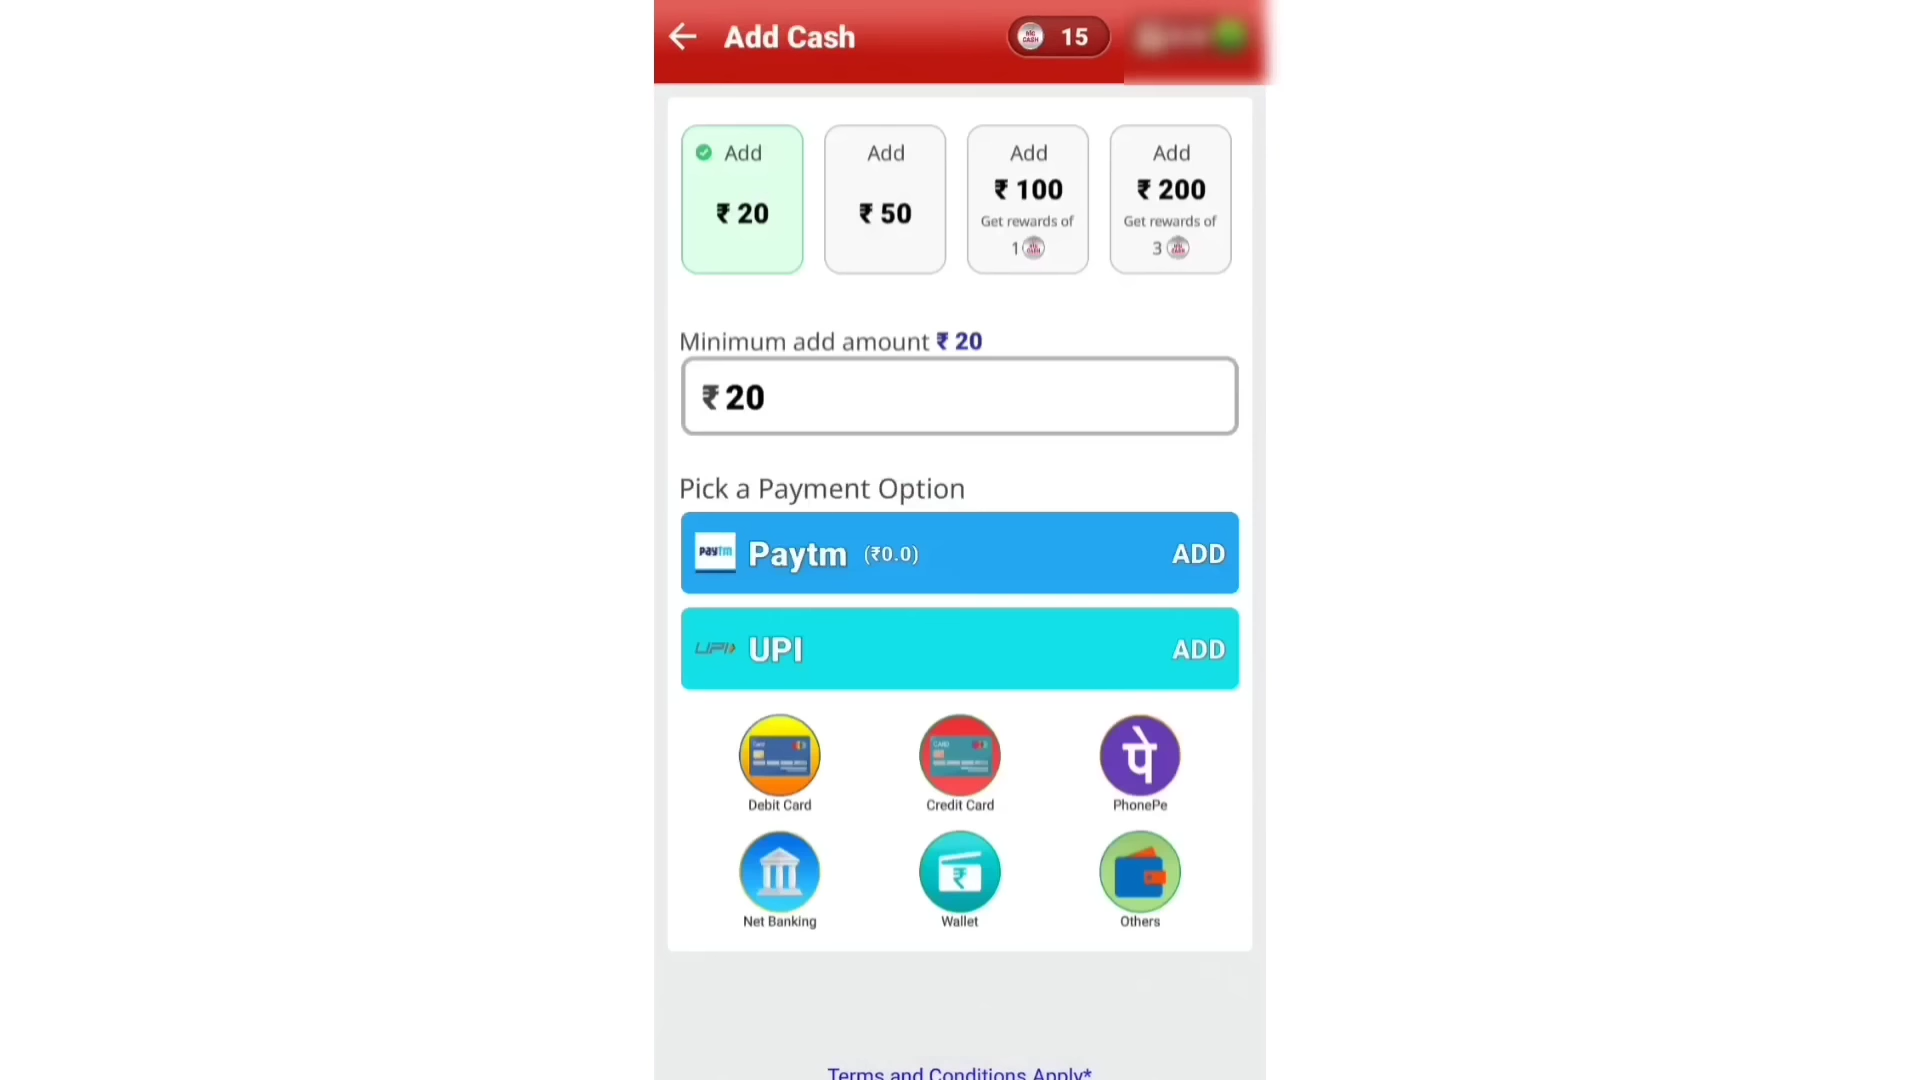 Add Cash
15
Add
₹ 20
Add
₹ 50
Add
₹ 100
Get rewards of
1
Add
₹ 200
Get rewards of
3
Minimum add amount ₹ 20
₹ 20
Pick a Payment Option
paytm Paytm (₹0.0) ADD
UPI UPI ADD
Debit Card
Credit Card
पे
PhonePe
Net Banking
₹
Wallet
Others
Terms and Conditions Apply*